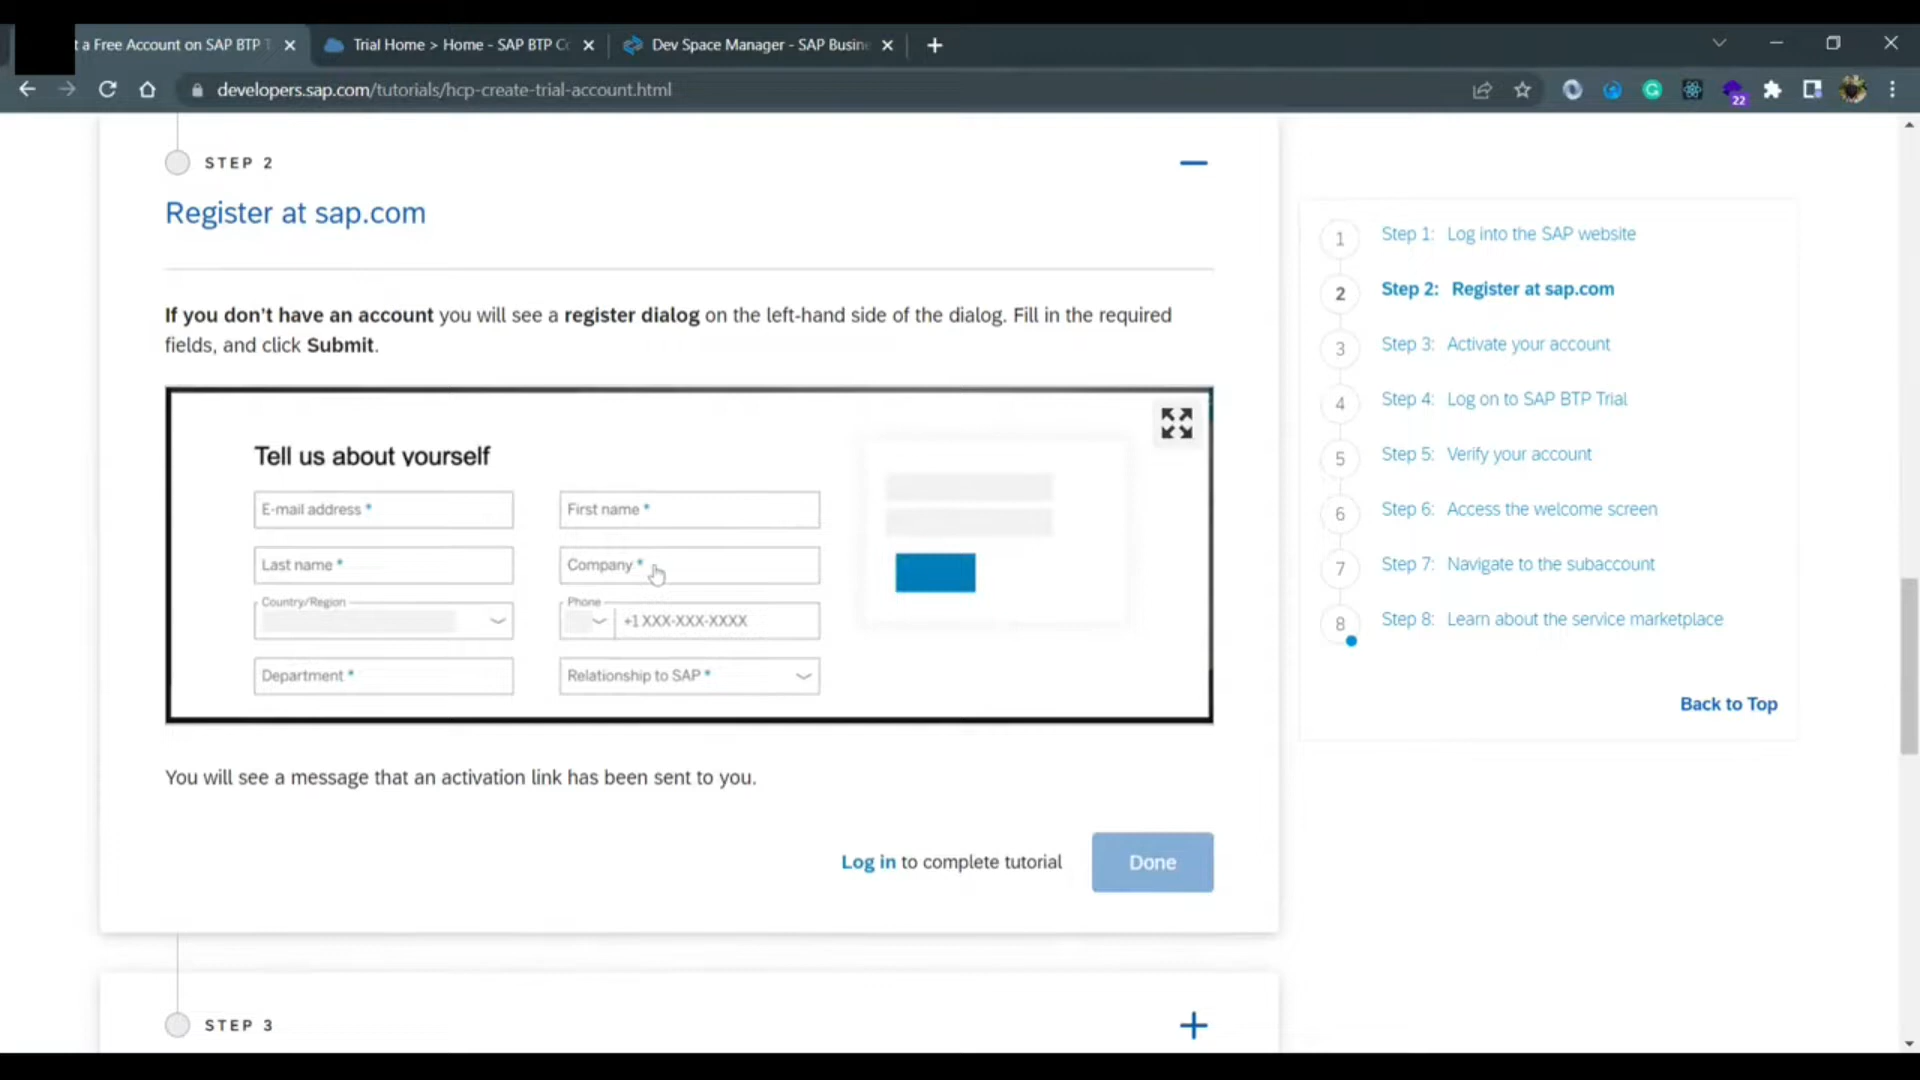 t a Free Account on SAP BTP T
Trial Home > Home - SAP BTP Co
Dev Space Manager - SAP Busine
developers.sap.com/tutorials/hcp-create-trial-account.html
22
STEP 2
Register at sap.com
If you don't have an account you will see a register dialog on the left-hand side of the dialog. Fill in the required
fields, and click Submit.
Tell us about yourself
E-mail address *
First name *
Last name *
Company *
Country/Region
Phone
+1 XXX-XXX-XXXX
Department *
Relationship to SAP *
You will see a message that an activation link has been sent to you.
Log in to complete tutorial
Done
STEP 3
1 Step 1: Log into the SAP website
2 Step 2: Register at sap.com
3 Step 3: Activate your account
4 Step 4: Log on to SAP BTP Trial
5 Step 5: Verify your account
6 Step 6: Access the welcome screen
7 Step 7: Navigate to the subaccount
8 Step 8: Learn about the service marketplace
Back to Top